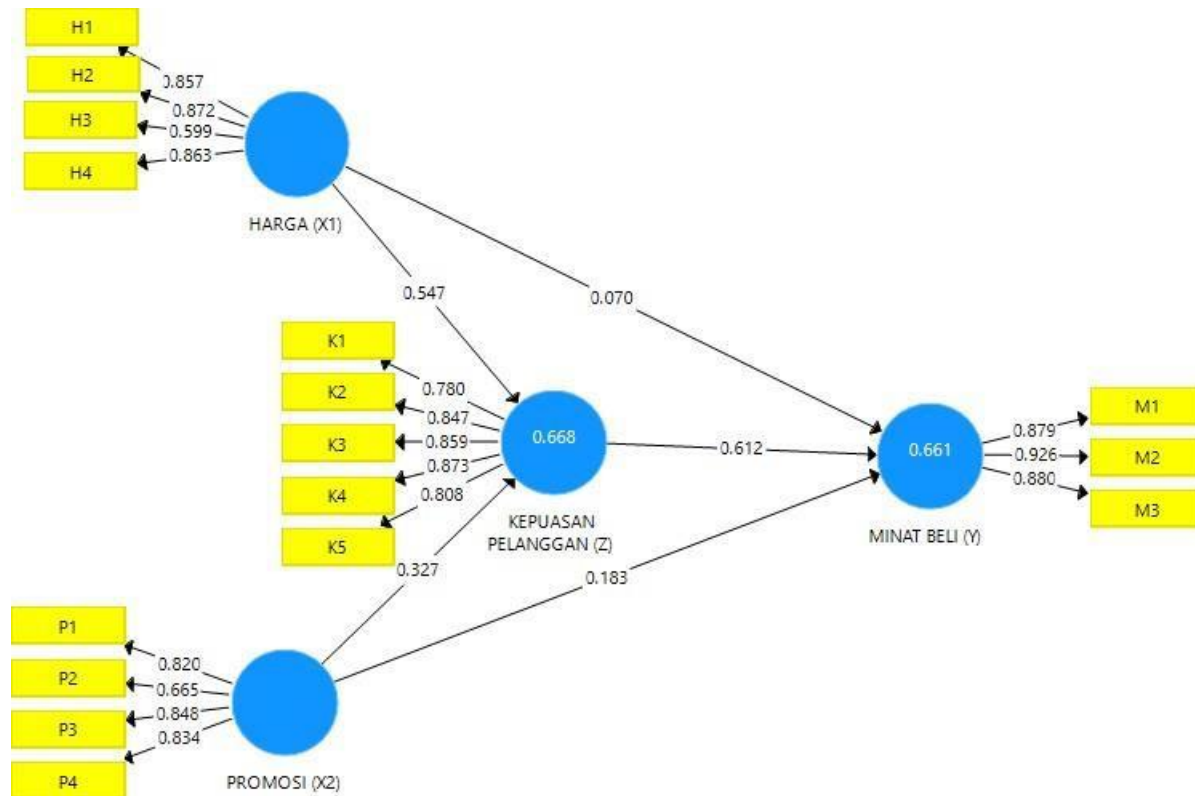 H1
H2
H3
H4
0.857
0.872
0.599
0.863
HARGA (X1)
0.547
0.070
K1
K2
K3
K4
K5
0.780
0.847
0.859
0.873
0.808
0.668
KEPUASAN
PELANGGAN (Z)
0.612
0.661
MINAT BELI (Y)
0.879
0.926
0.880
M1
M2
M3
0.327
0.183
P1
P2
P3
P4
0.820
0.665
0.848
0.834
PROMOSI (X2)